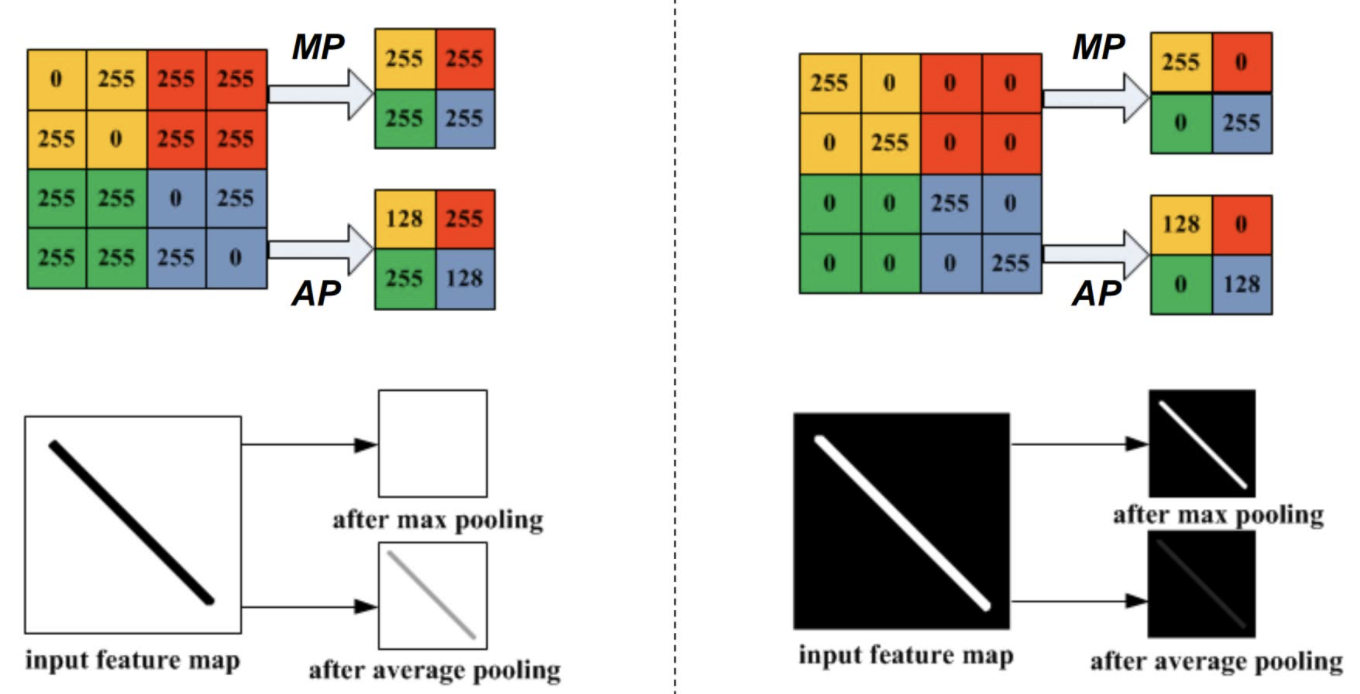 MP
0 255 255 255
255 0 255 255
255 255 0 255
255 255 255 0
255 255
255 255
128 255
255 128
AP
after max pooling
input feature map
after average pooling
MP
255 0 0 0
0 255 0 0
0 0 255 0
0 0 0 255
255 0
0 255
128 0
0 128
AP
after max pooling
input feature map
after average pooling